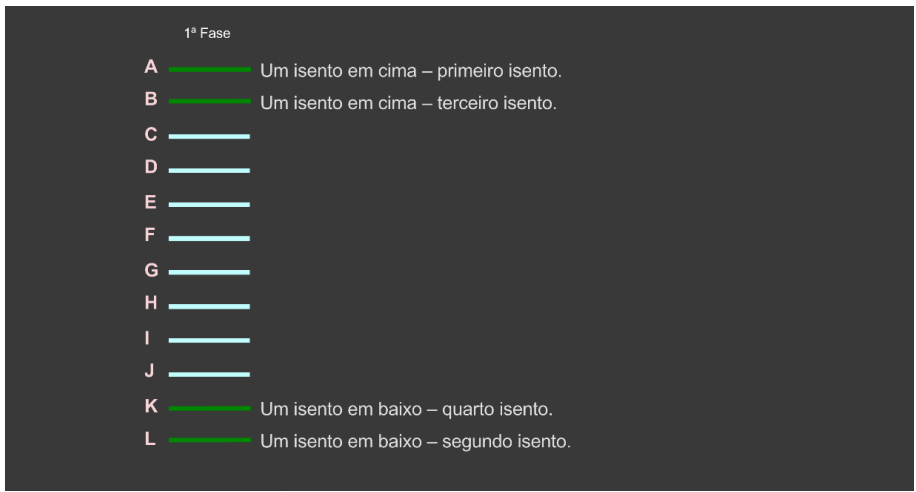 1ª Fase
A Um isento em cima – primeiro isento.
B Um isento em cima – terceiro isento.
C
D
E
F
G
H
I
J
K Um isento em baixo – quarto isento.
L Um isento em baixo – segundo isento.